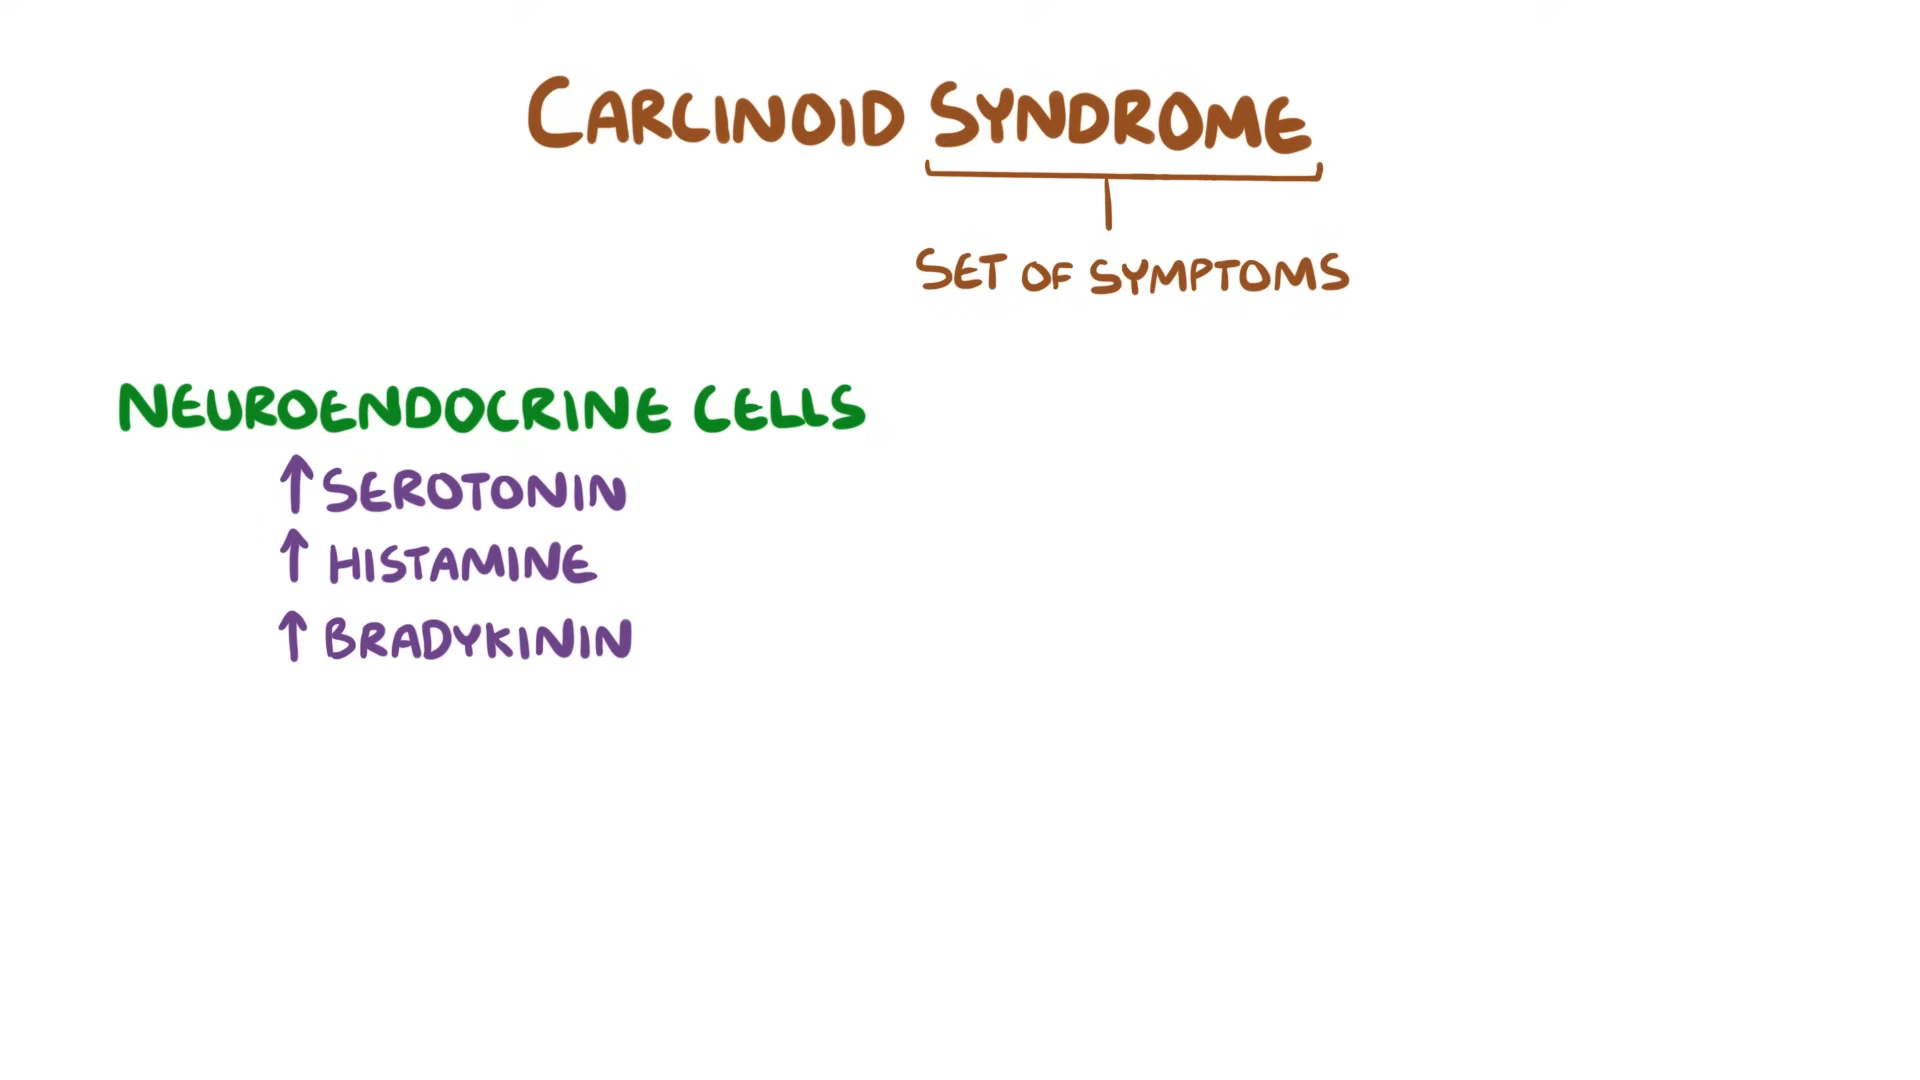 CARCINOID SYNDROME
SET OF SYMPTOMS
NEUROENDOCRINE CELLS
↑ SEROTONIN
↑ HISTAMINE
↑ BRADYKININ